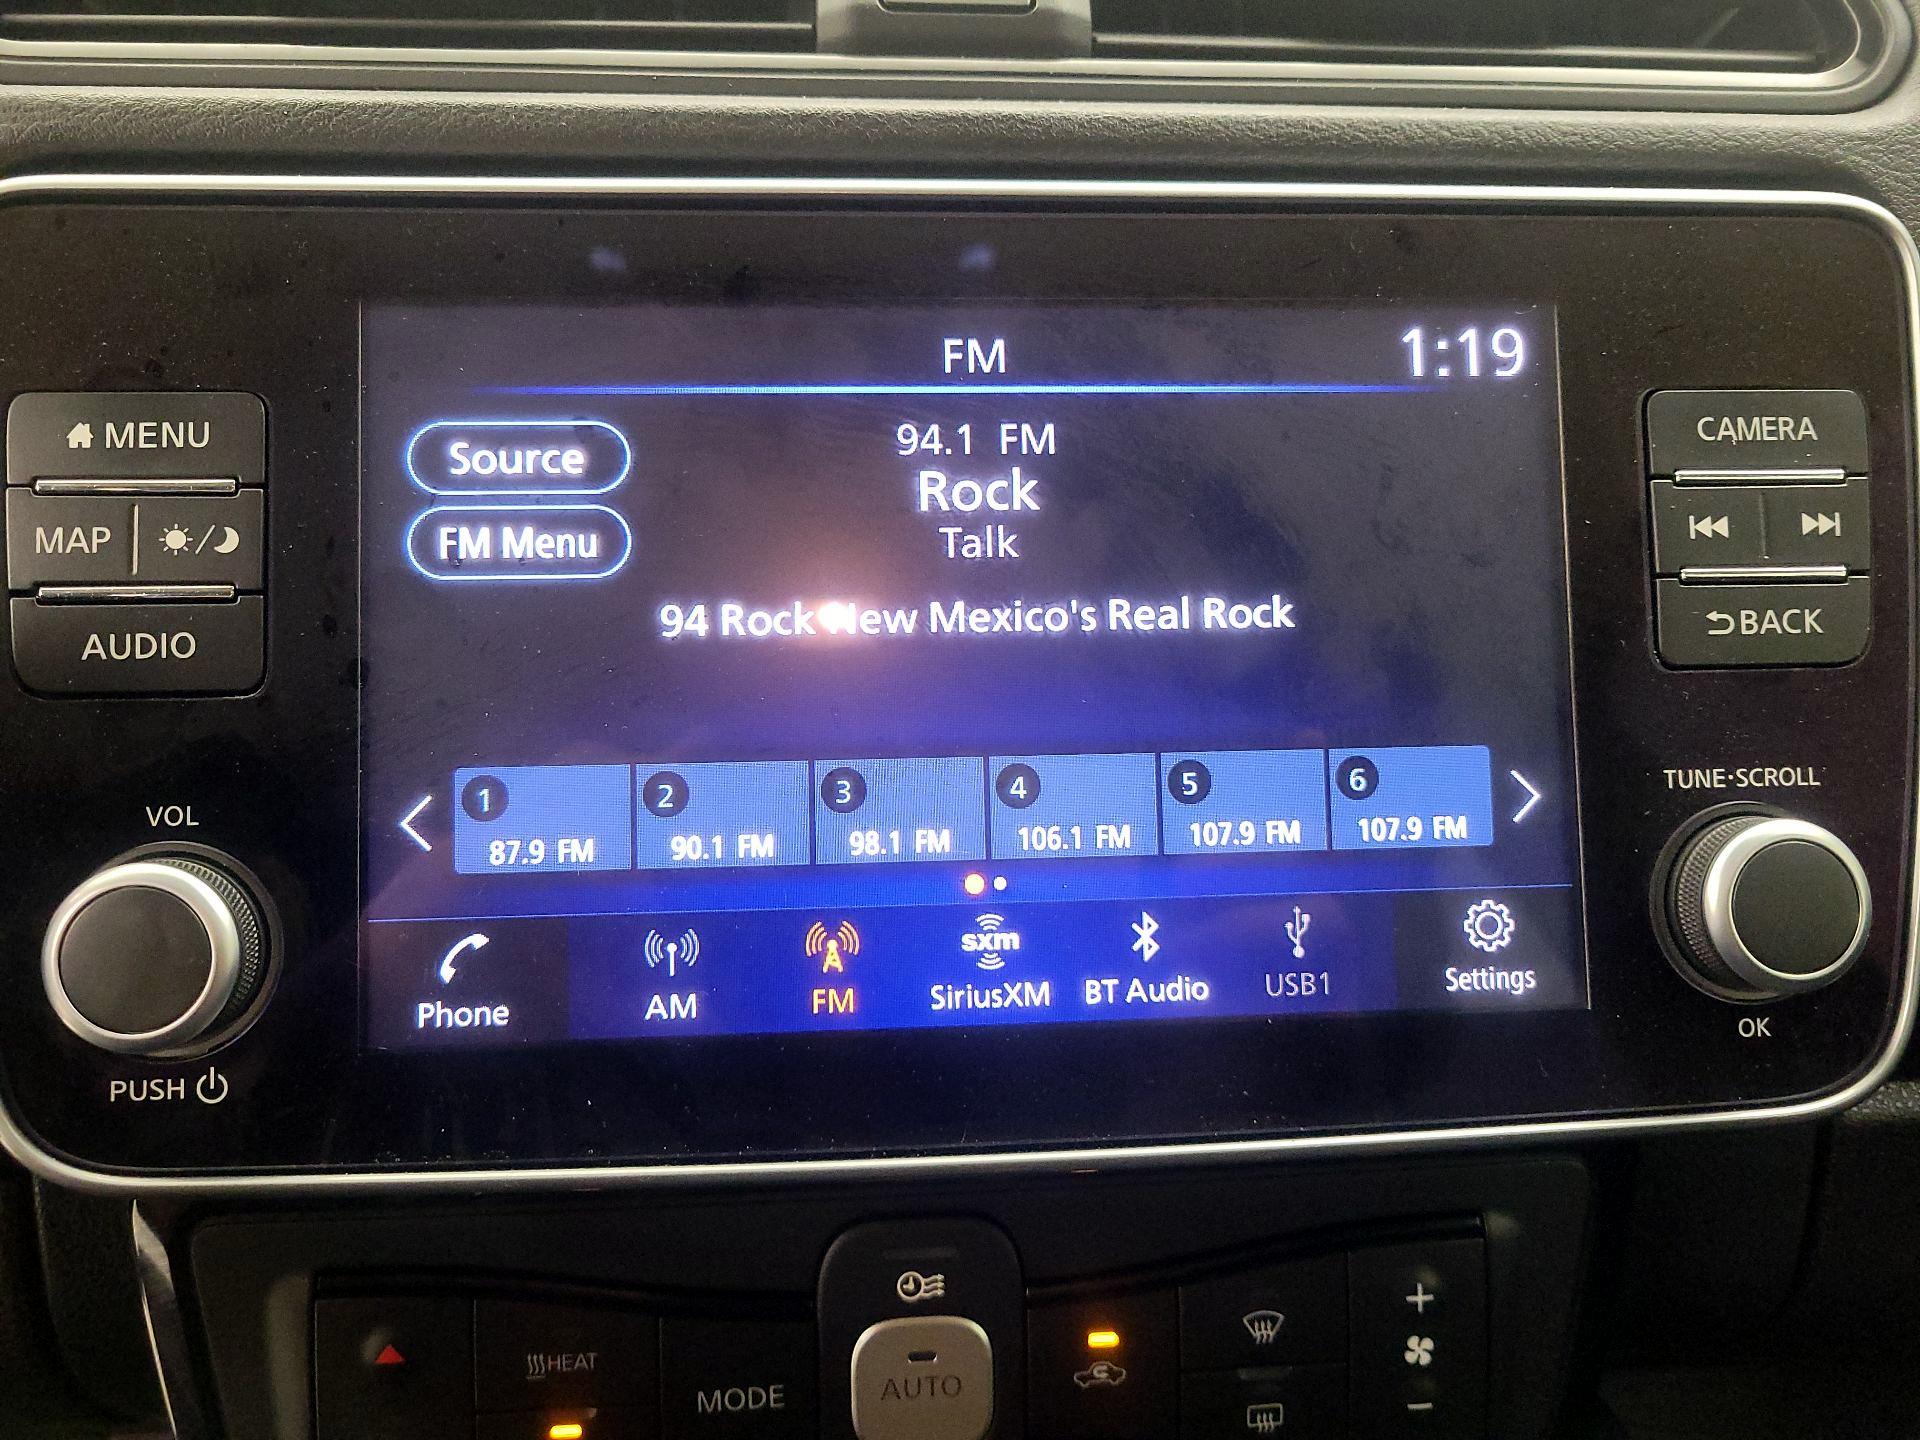 FM
1:19
MENU
MAP
AUDIO
VOL
PUSH
Source
FM Menu
94.1 FM
Rock
Talk
94 Rock New Mexico's Real Rock
1
87.9 FM
2
90.1 FM
3
98.1 FM
4
106.1 FM
5
107.9 FM
6
107.9 FM
Phone
AM
FM
sxm
SiriusXM
BT Audio
USB1
Settings
CAMERA
BACK
TUNE·SCROLL
OK
HEAT
MODE
AUTO
+
−